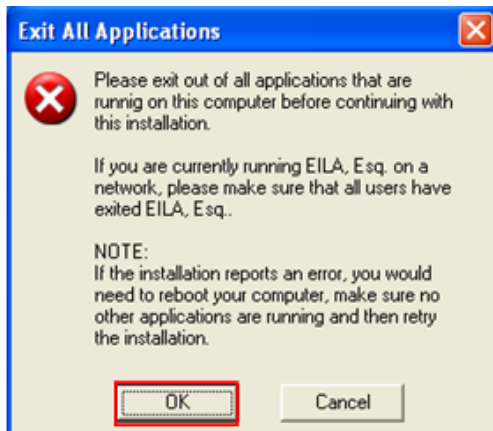 Exit All Applications
Please exit out of all applications that are
runnig on this computer before continuing with
this installation.
If you are currently running EILA, Esq. on a
network, please make sure that all users have
exited EILA, Esq..
NOTE:
If the installation reports an error, you would
need to reboot your computer, make sure no
other applications are running and then retry
the installation.
OK
Cancel